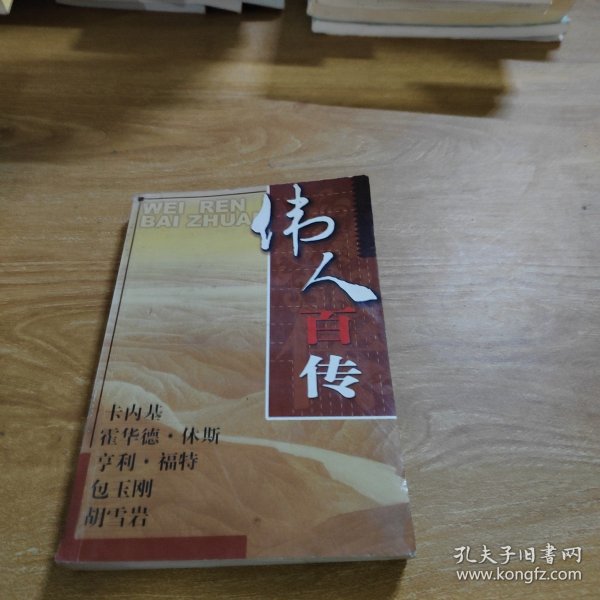 WEI REN
BAI ZHUAN
伟人百传
卡内基
霍华德·休斯
亨利·福特
包玉刚
胡雪岩
孔夫子旧书网
www.kongfz.com